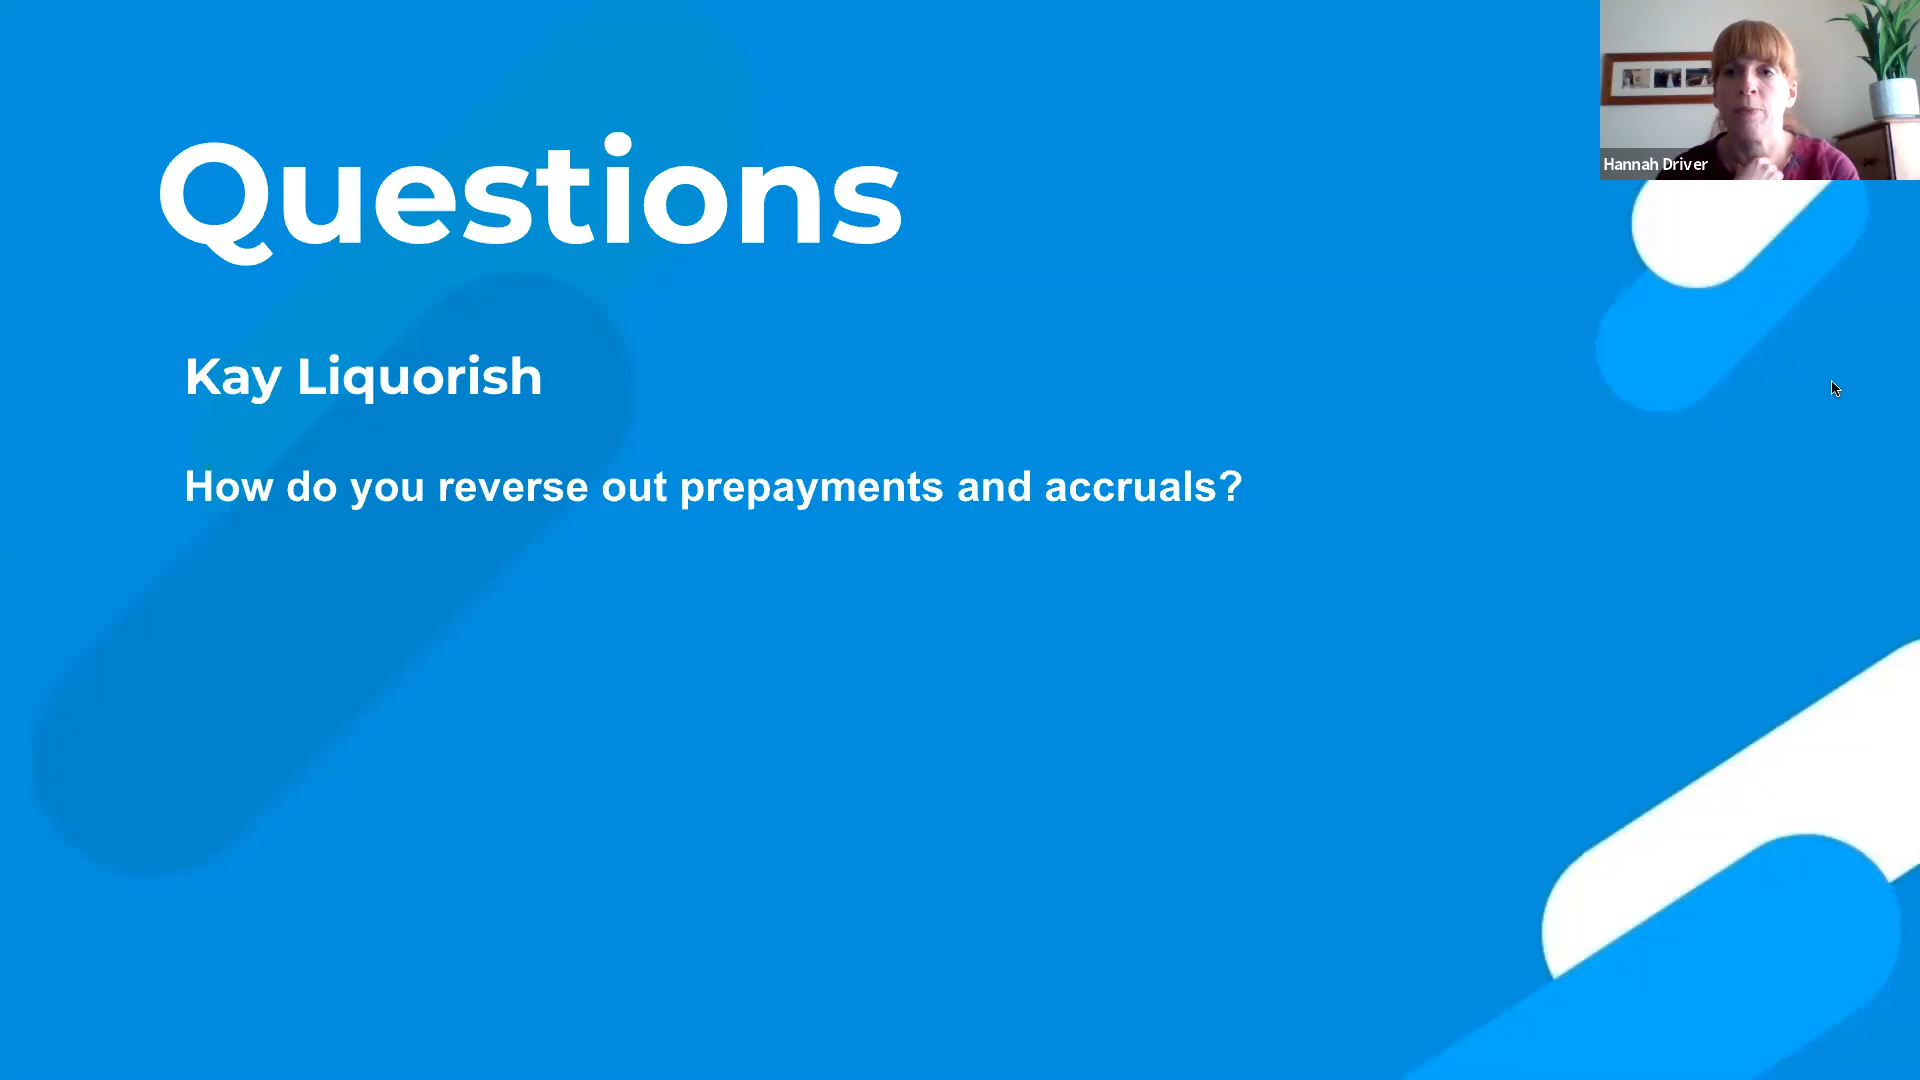 Questions
Hannah Driver
Kay Liquorish
How do you reverse out prepayments and accruals?